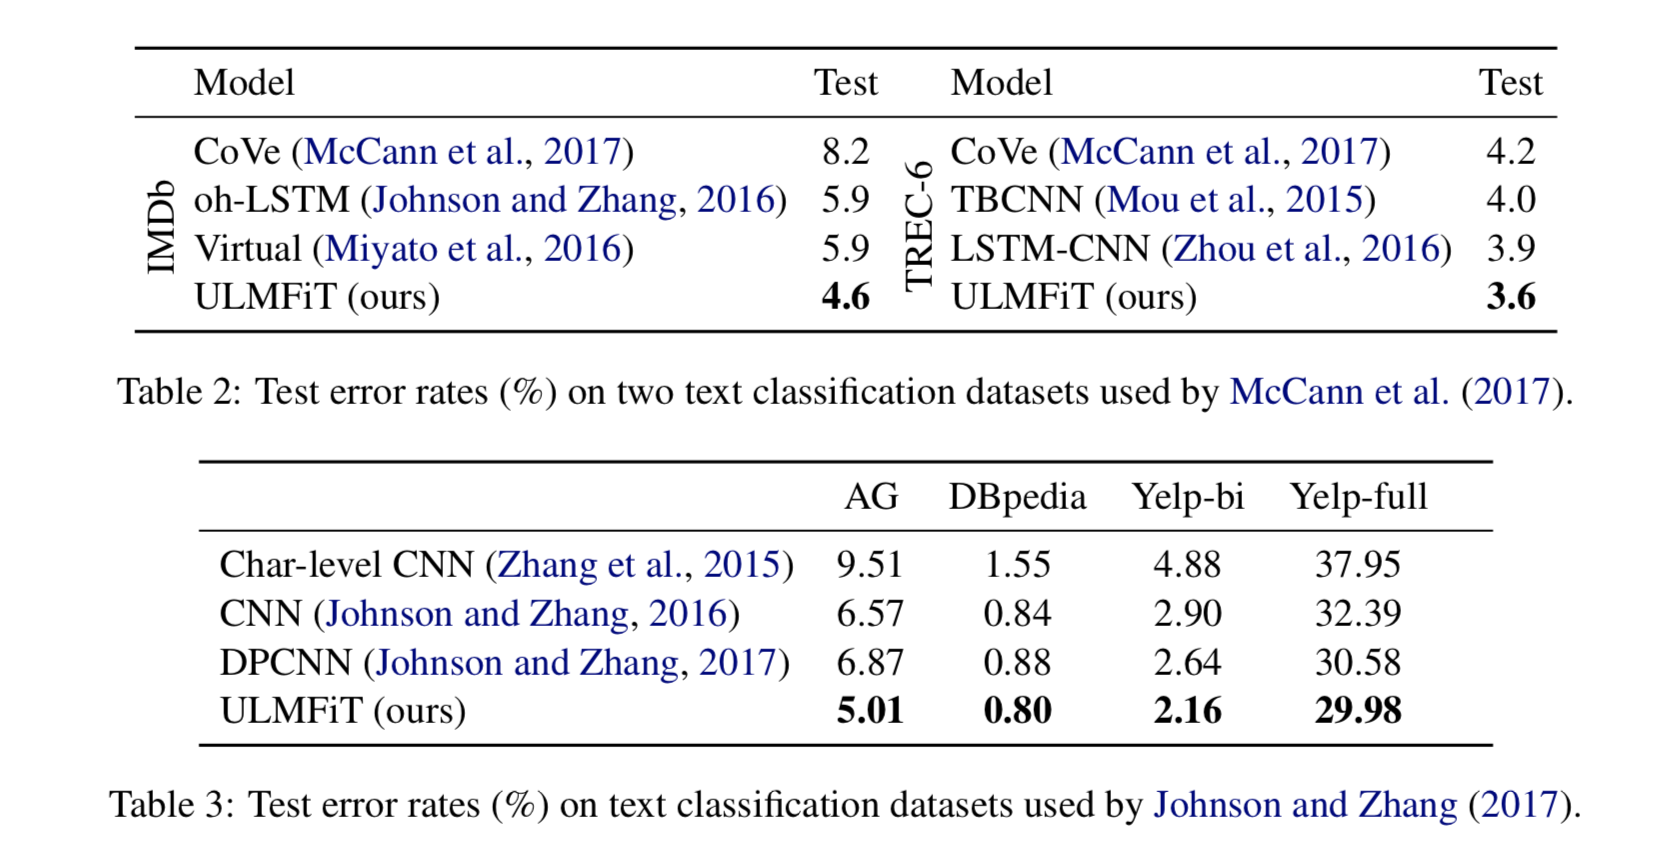 Model Test Model Test
IMDb
CoVe (McCann et al., 2017) 8.2
oh-LSTM (Johnson and Zhang, 2016) 5.9
Virtual (Miyato et al., 2016) 5.9
ULMFiT (ours) 4.6
TREC-6
CoVe (McCann et al., 2017) 4.2
TBCNN (Mou et al., 2015) 4.0
LSTM-CNN (Zhou et al., 2016) 3.9
ULMFiT (ours) 3.6
Table 2: Test error rates (%) on two text classification datasets used by McCann et al. (2017).
AG DBpedia Yelp-bi Yelp-full
Char-level CNN (Zhang et al., 2015) 9.51 1.55 4.88 37.95
CNN (Johnson and Zhang, 2016) 6.57 0.84 2.90 32.39
DPCNN (Johnson and Zhang, 2017) 6.87 0.88 2.64 30.58
ULMFiT (ours) 5.01 0.80 2.16 29.98
Table 3: Test error rates (%) on text classification datasets used by Johnson and Zhang (2017).